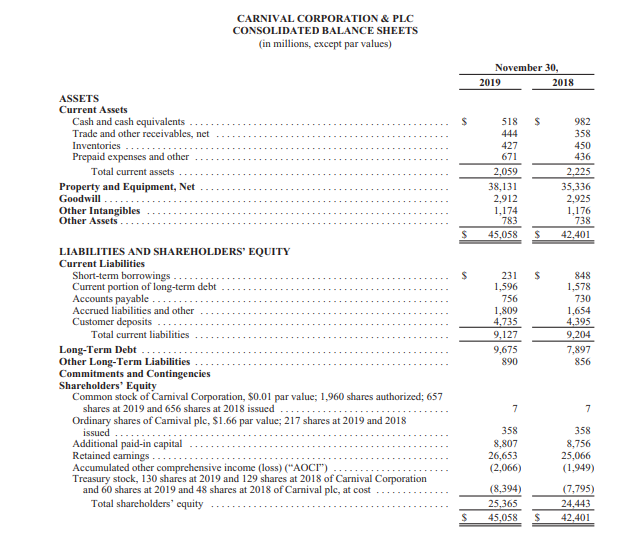 CARNIVAL CORPORATION & PLC
CONSOLIDATED BALANCE SHEETS
(in millions, except par values)
November 30,
2019 2018
ASSETS
Current Assets
Cash and cash equivalents $ 518 $ 982
Trade and other receivables, net 444 358
Inventories 427 450
Prepaid expenses and other 671 436
Total current assets 2,059 2,225
Property and Equipment, Net 38,131 35,336
Goodwill 2,912 2,925
Other Intangibles 1,174 1,176
Other Assets 783 738
$ 45,058 $ 42,401
LIABILITIES AND SHAREHOLDERS' EQUITY
Current Liabilities
Short-term borrowings $ 231 $ 848
Current portion of long-term debt 1,596 1,578
Accounts payable 756 730
Accrued liabilities and other 1,809 1,654
Customer deposits 4,735 4,395
Total current liabilities 9,127 9,204
Long-Term Debt 9,675 7,897
Other Long-Term Liabilities 890 856
Commitments and Contingencies
Shareholders' Equity
Common stock of Carnival Corporation, $0.01 par value; 1,960 shares authorized; 657
shares at 2019 and 656 shares at 2018 issued 7 7
Ordinary shares of Carnival plc, $1.66 par value; 217 shares at 2019 and 2018
issued 358 358
Additional paid-in capital 8,807 8,756
Retained earnings 26,653 25,066
Accumulated other comprehensive income (loss) ("AOCI") (2,066) (1,949)
Treasury stock, 130 shares at 2019 and 129 shares at 2018 of Carnival Corporation
and 60 shares at 2019 and 48 shares at 2018 of Carnival plc, at cost (8,394) (7,795)
Total shareholders' equity 25,365 24,443
$ 45,058 $ 42,401